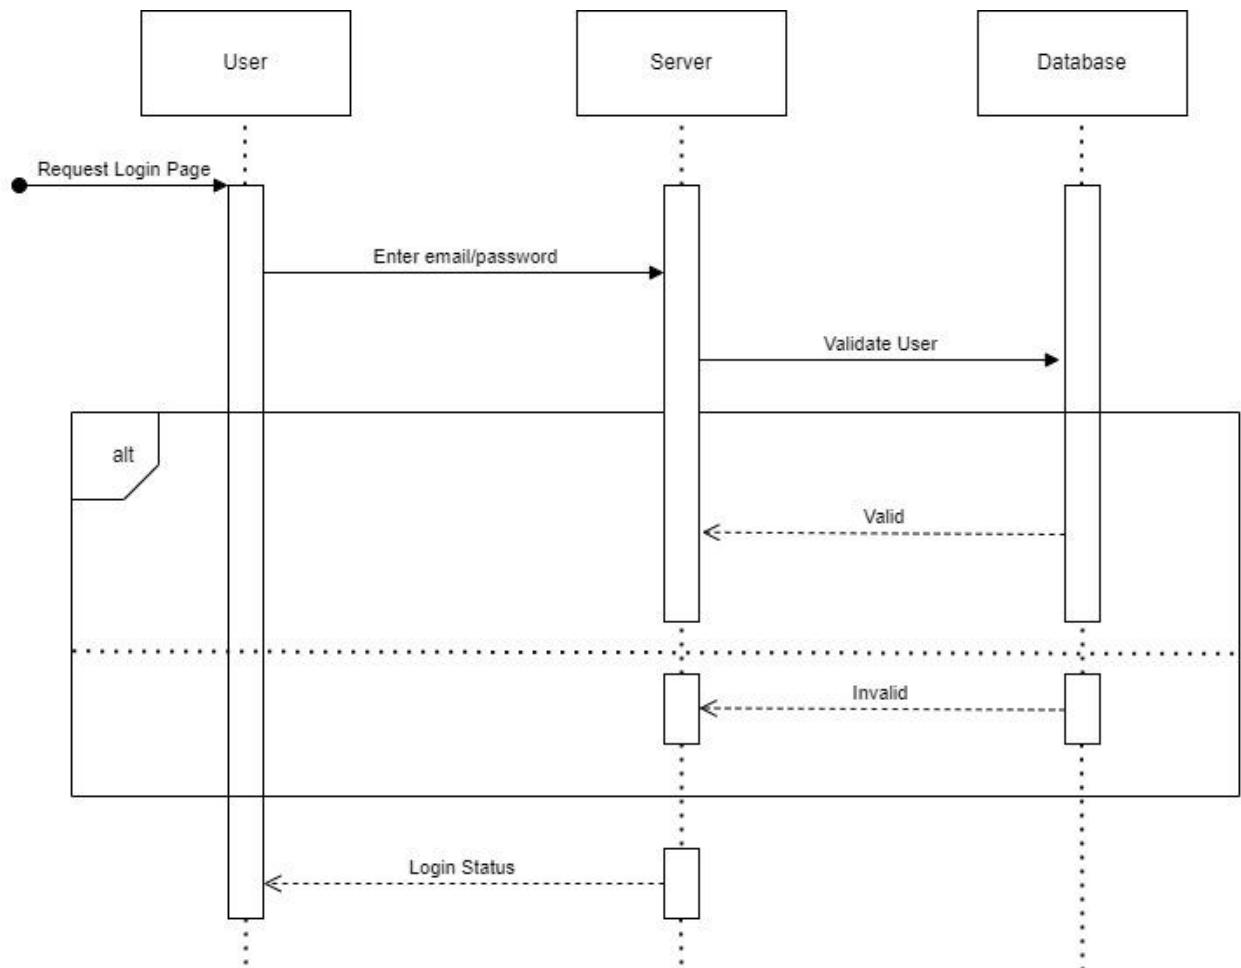 User
Server
Database
Request Login Page
Enter email/password
Validate User
alt
Valid
Invalid
Login Status